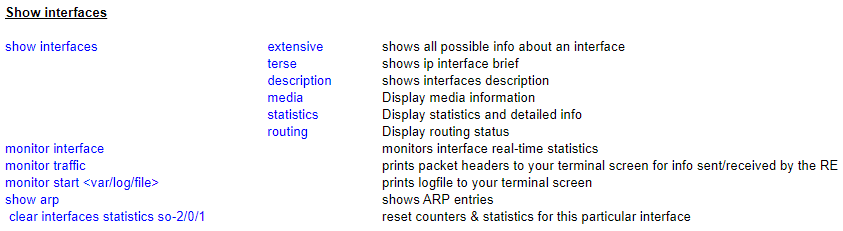 Show interfaces
show interfaces extensive shows all possible info about an interface
terse shows ip interface brief
description shows interfaces description
media Display media information
statistics Display statistics and detailed info
routing Display routing status
monitor interface monitors interface real-time statistics
monitor traffic prints packet headers to your terminal screen for info sent/received by the RE
monitor start <var/log/file> prints logfile to your terminal screen
show arp shows ARP entries
clear interfaces statistics so-2/0/1 reset counters & statistics for this particular interface